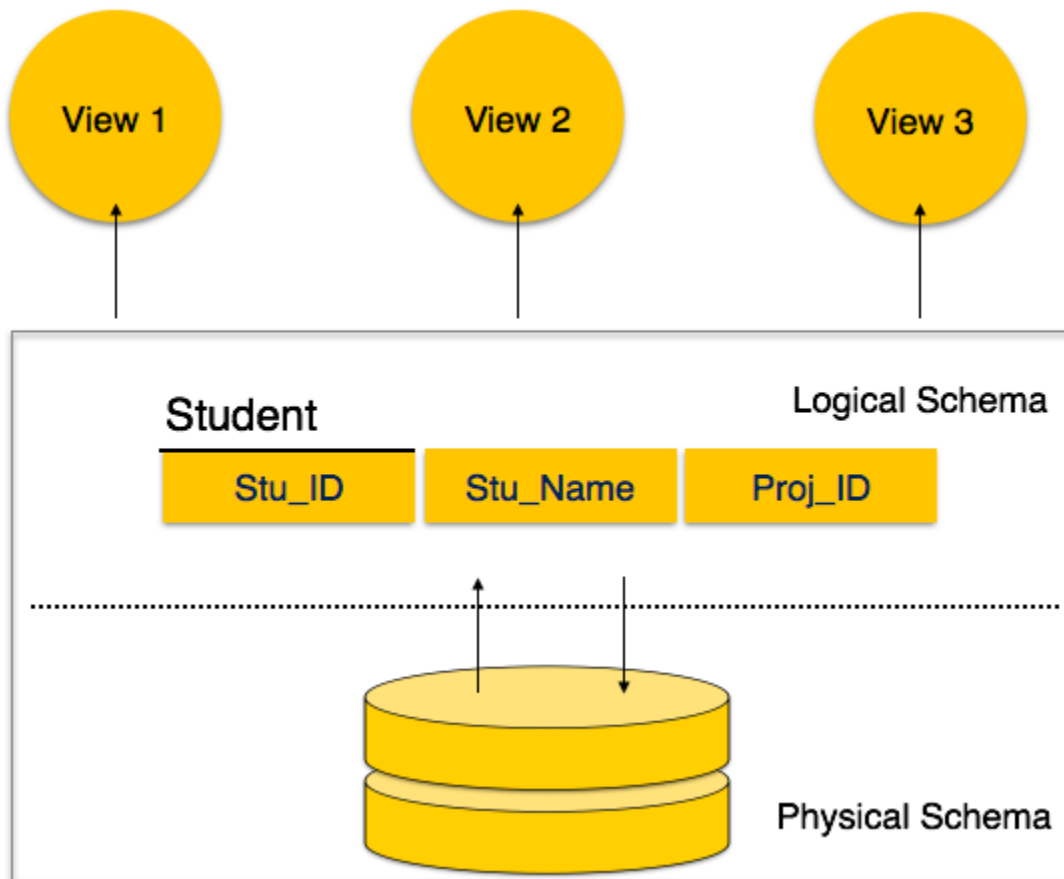 View 1
View 2
View 3
Logical Schema
Student
Stu_ID
Stu_Name
Proj_ID
Physical Schema